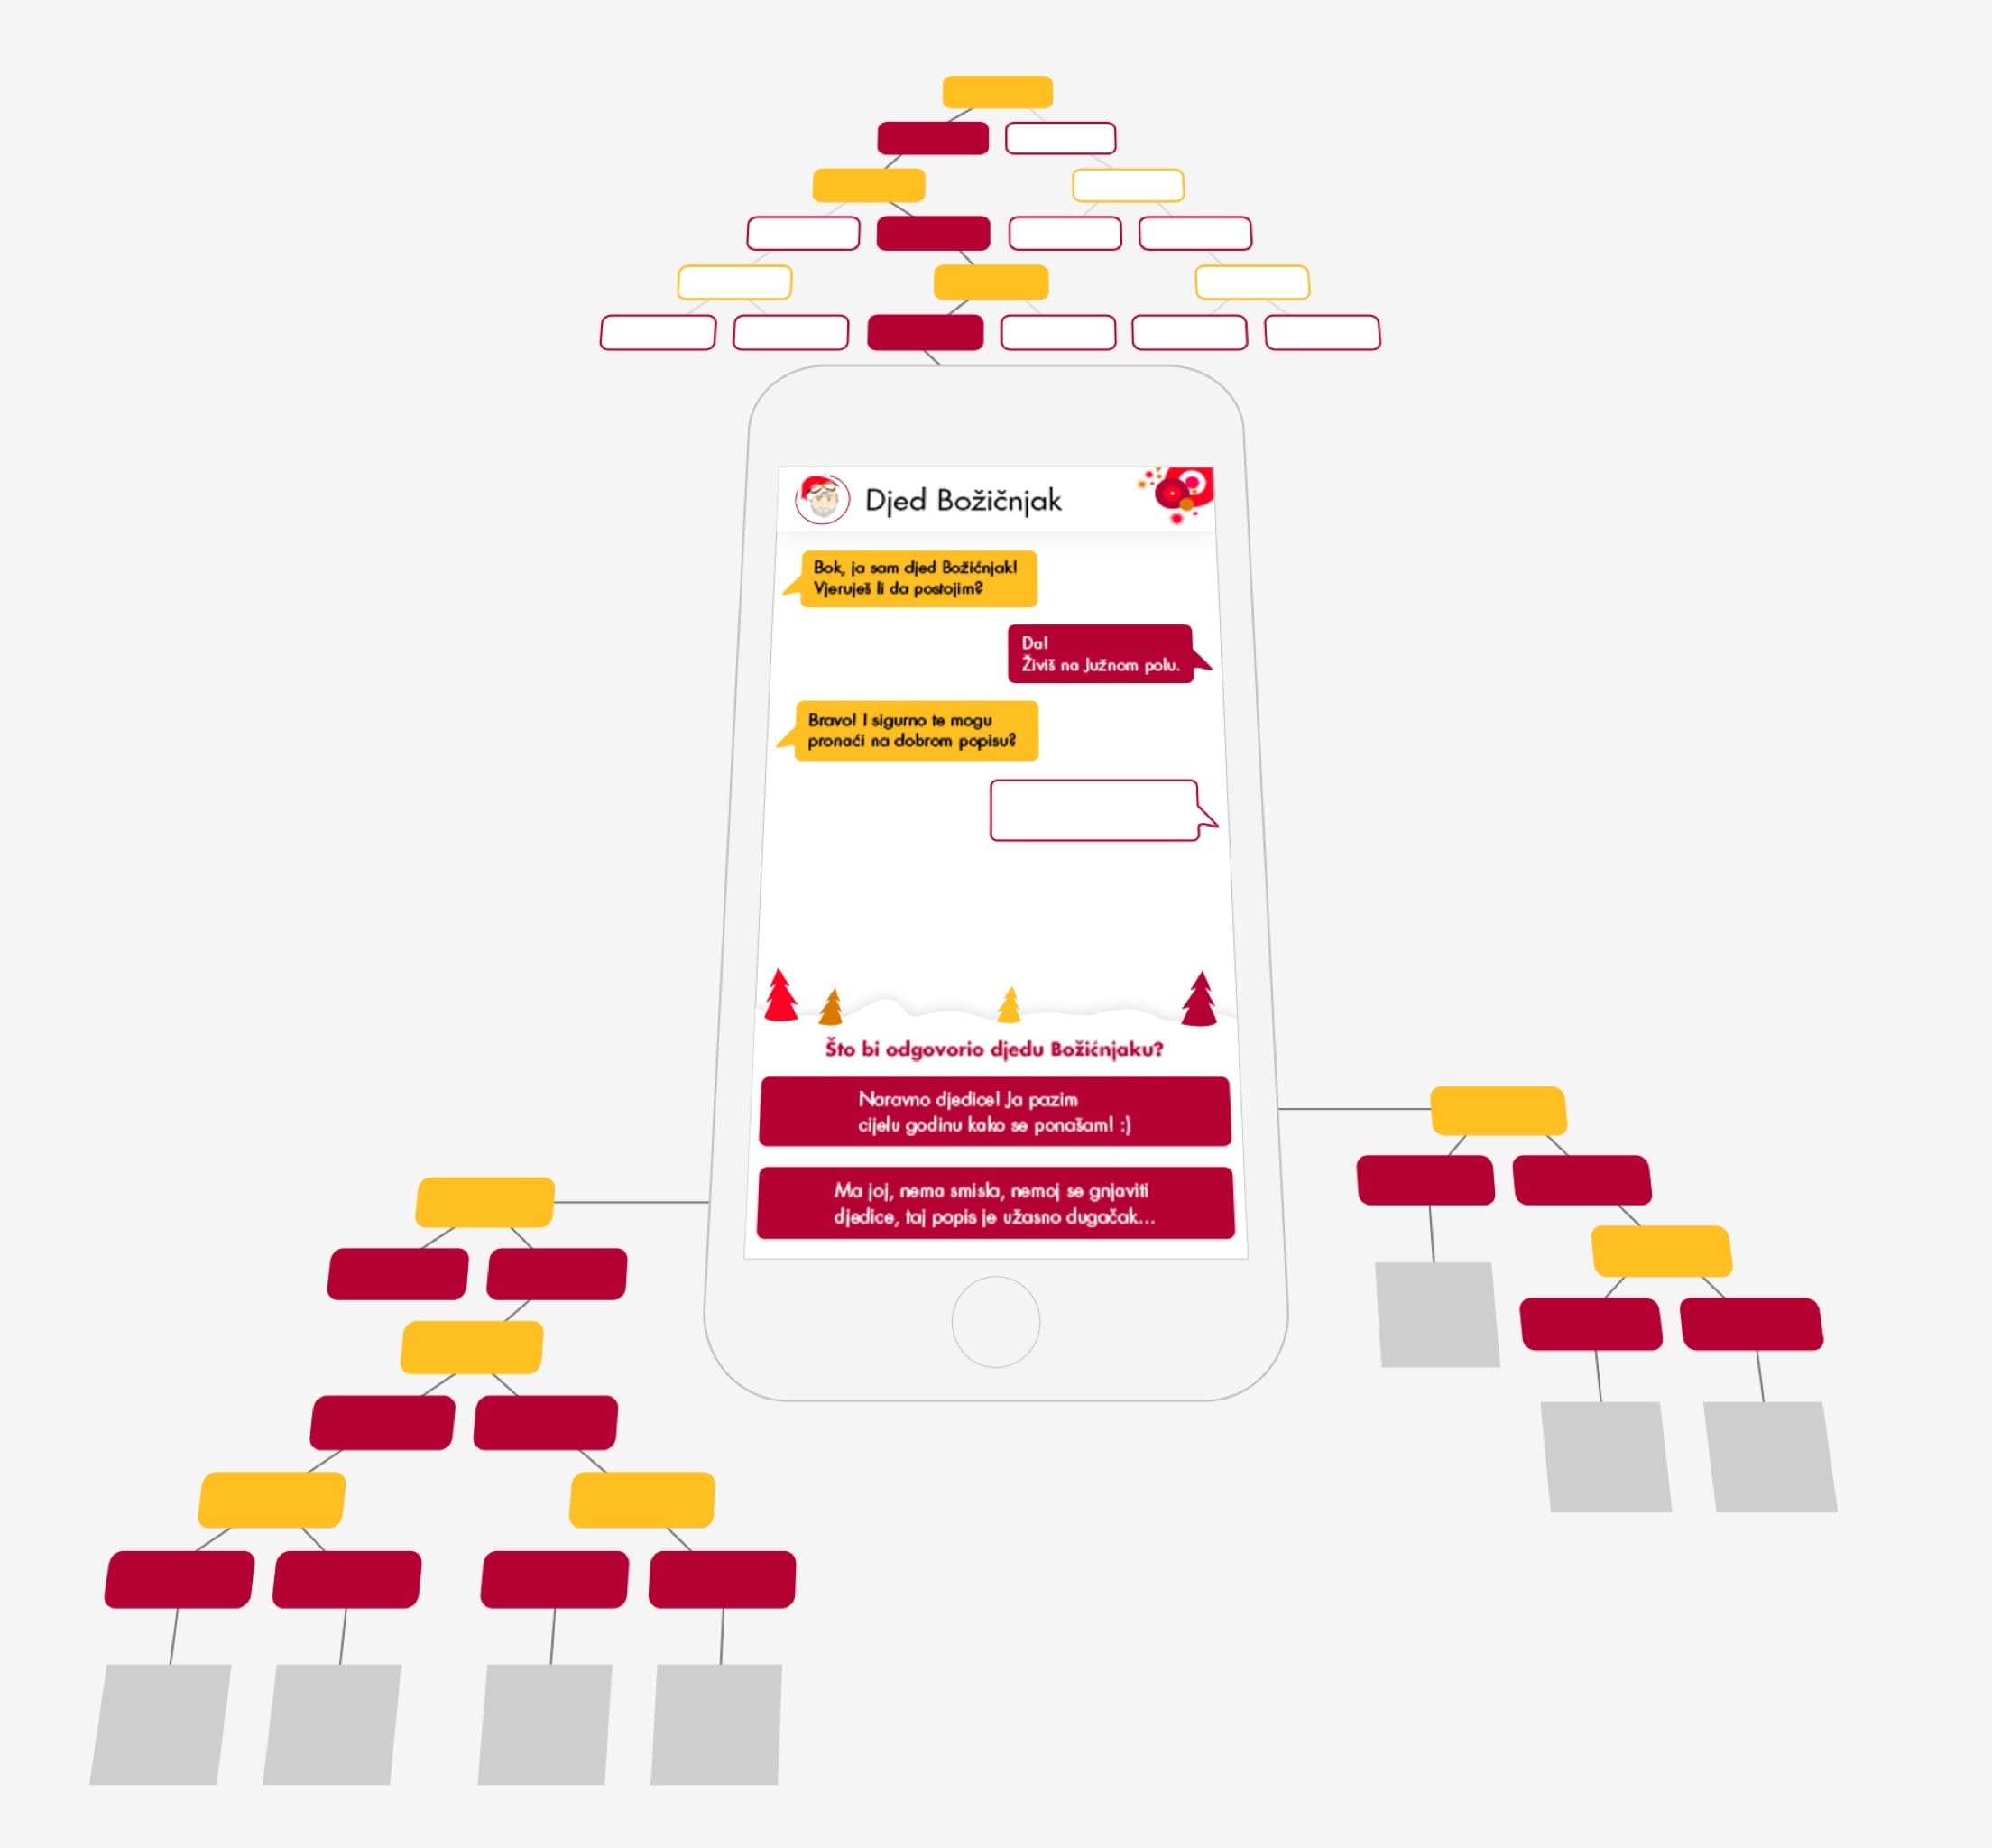 Djed Božičnjak
Bok, ja sam djed Božićnjak!
Vjeruješ li da postojim?
Da!
Živiš na Južnom polu.
Bravo! I sigurno te mogu
pronaći na dobrom popisu?
Što bi odgovorio djedu Božićnjaku?
Naravno djedice! Ja pazim
cijelu godinu kako se ponašam! :)
Ma joj, nema smisla, nemoj se gnjaviti
djedice, taj popis je užasno dugačak...